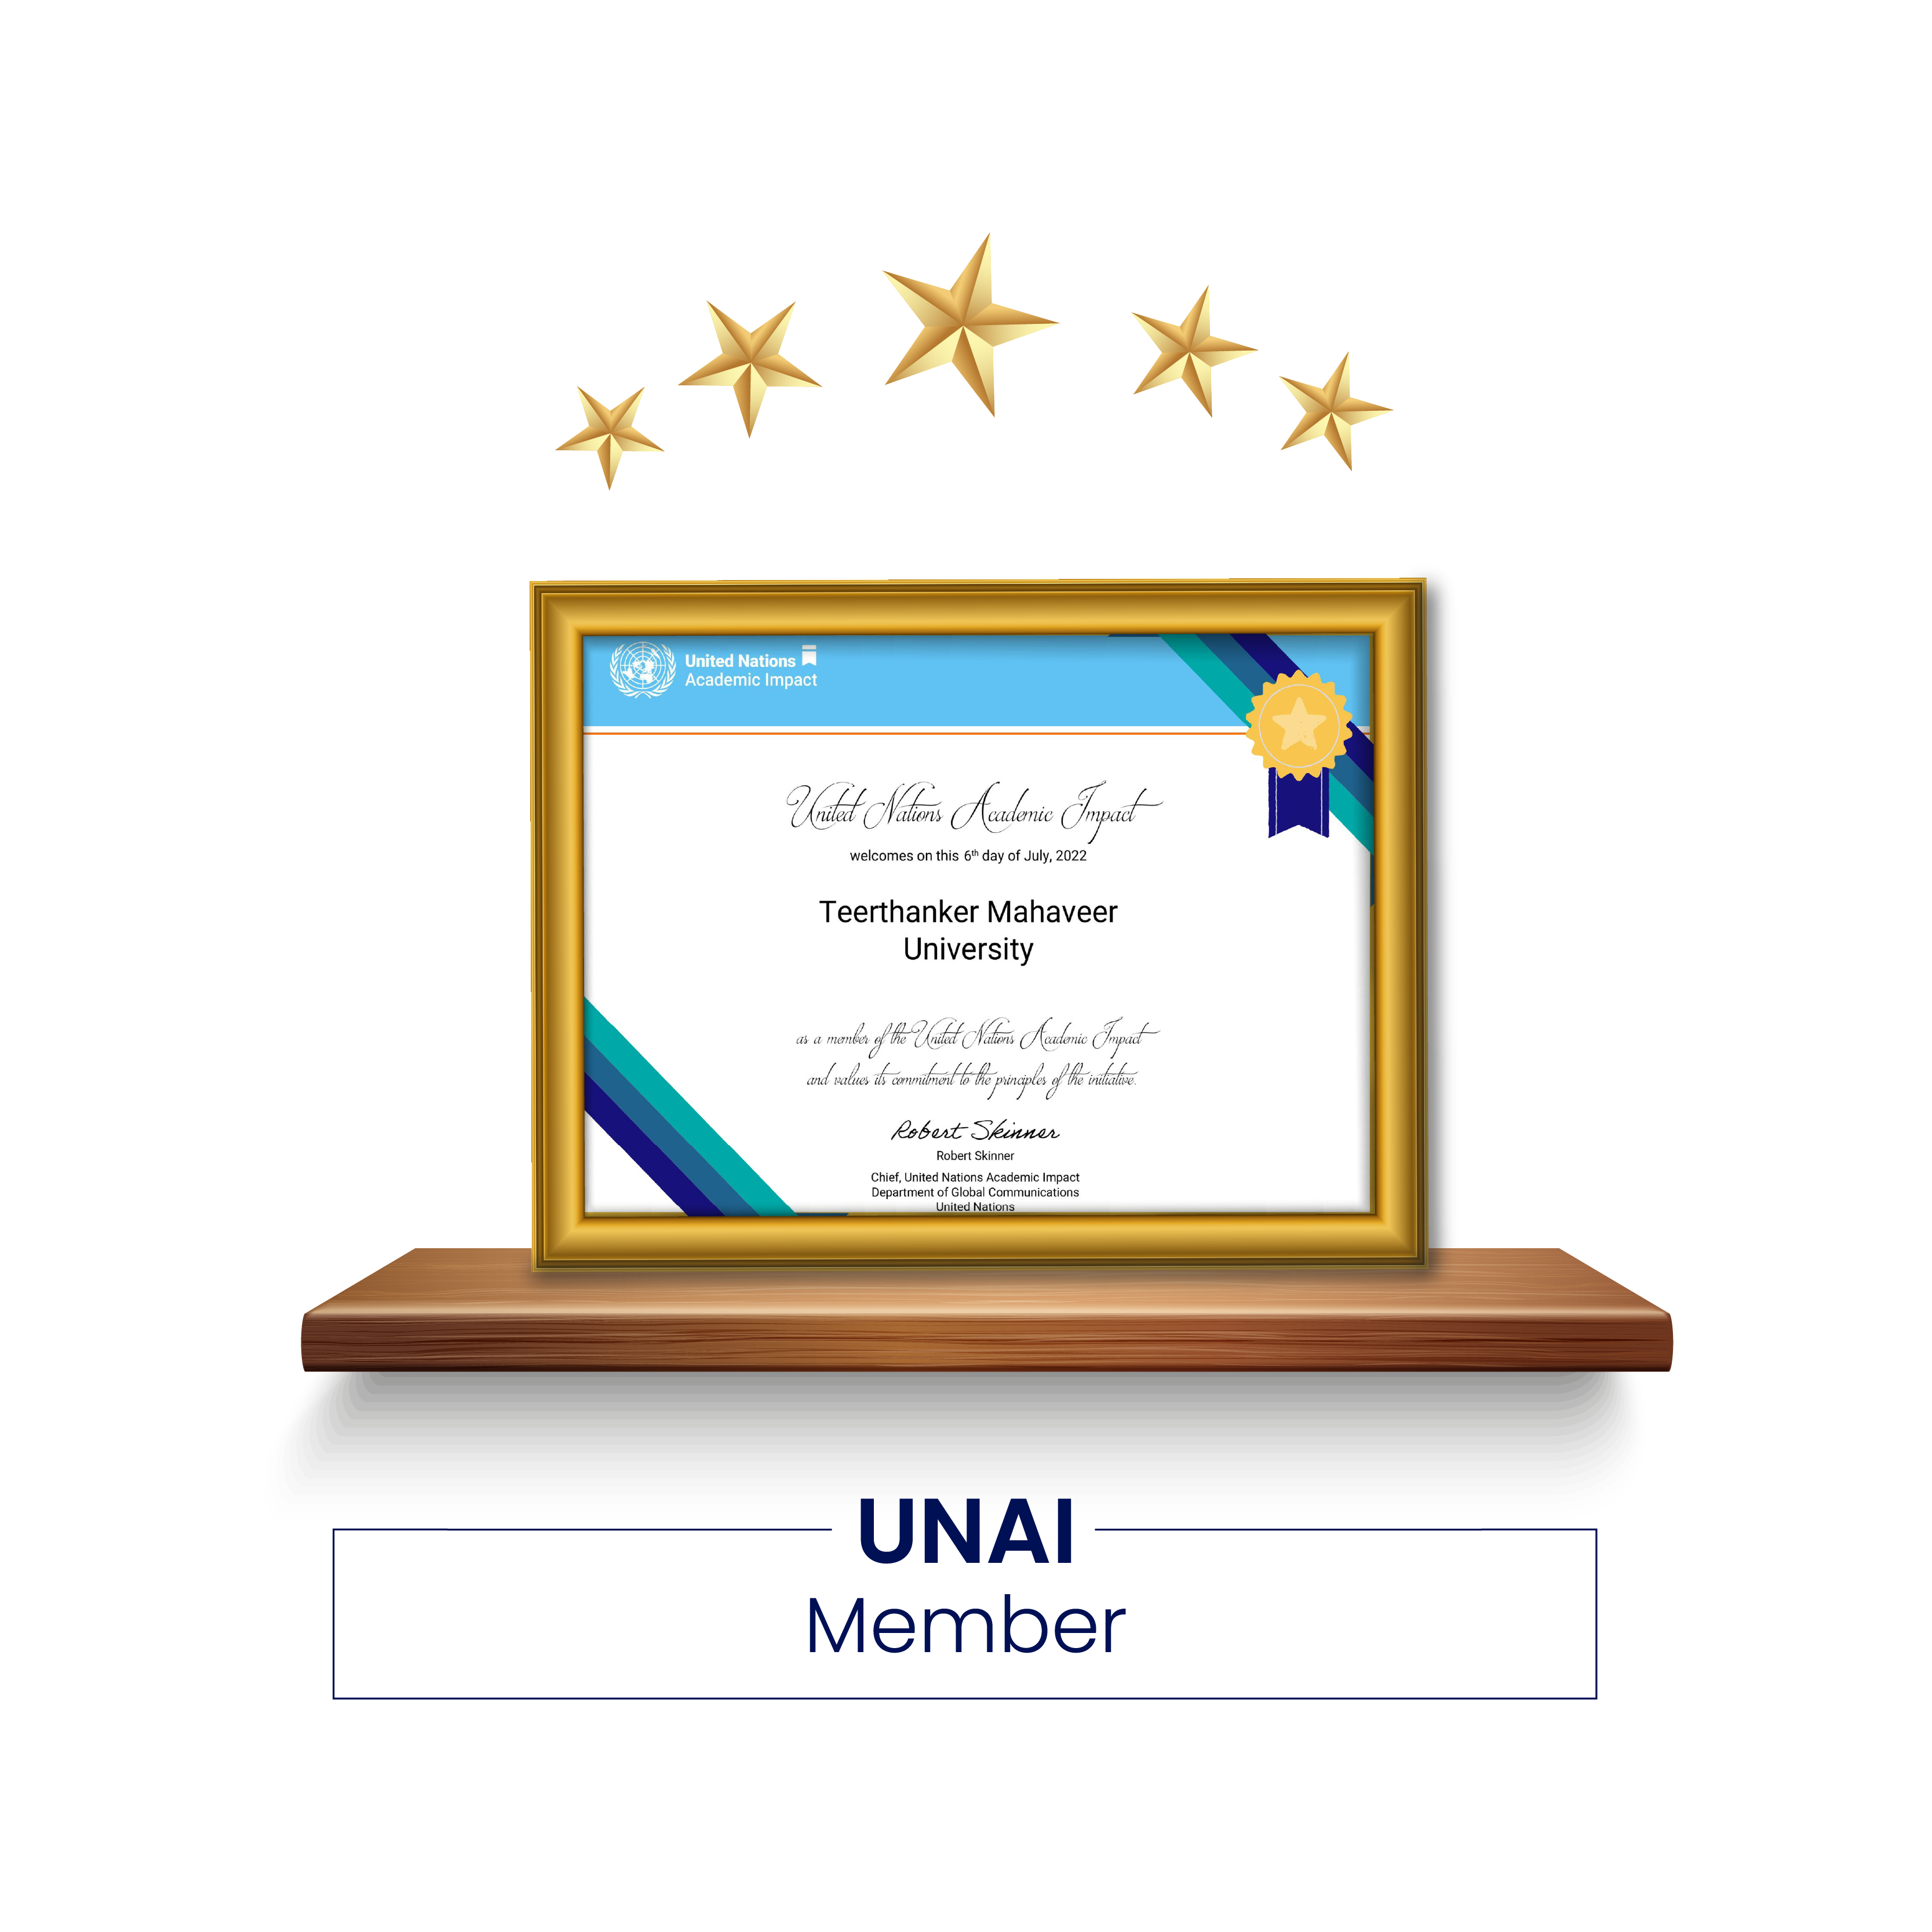 United Nations
Academic Impact
United Nations Academic Impact
welcomes on this 6th day of July, 2022
Teerthanker Mahaveer
University
as a member of the United Nations Academic Impact
and values its commitment to the principles of the initiative.
Robert Skinner
Robert Skinner
Chief, United Nations Academic Impact
Department of Global Communications
United Nations
UNAI
Member